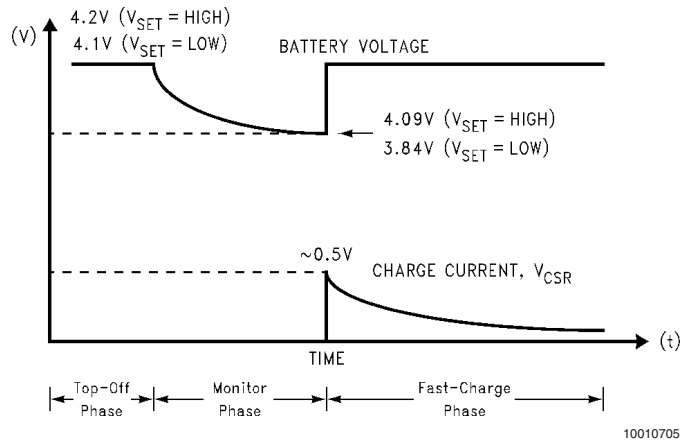 4.2V (VSET = HIGH)
(V)
4.1V (VSET = LOW)
BATTERY VOLTAGE
4.09V (VSET = HIGH)
3.84V (VSET = LOW)
~0.5V
CHARGE CURRENT, VCSR
(t)
TIME
Top-Off
Phase
Monitor
Phase
Fast-Charge
Phase
10010705